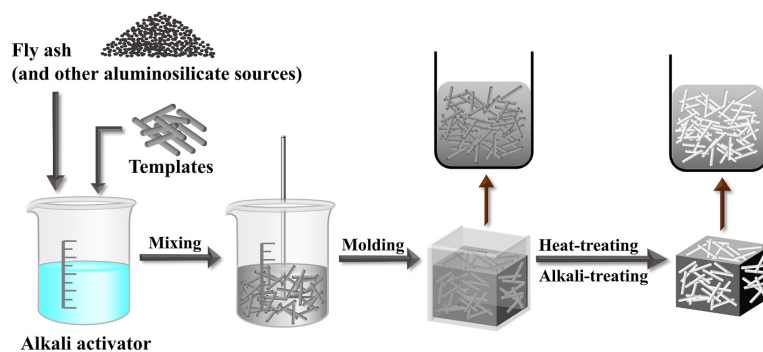 Fly ash
(and other aluminosilicate sources)
Templates
Mixing
Molding
Heat-treating
Alkali-treating
Alkali activator